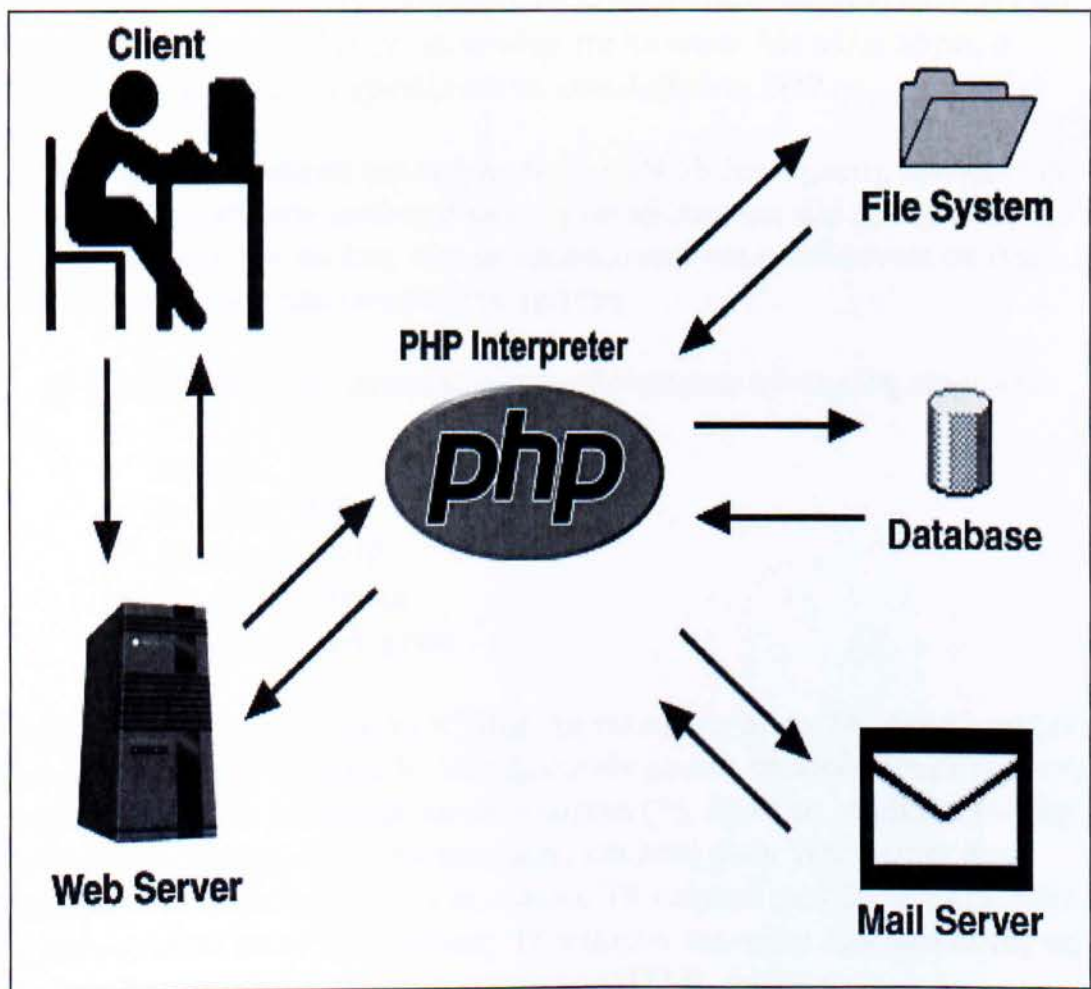 Client
File System
PHP Interpreter
php
Database
Web Server
Mail Server